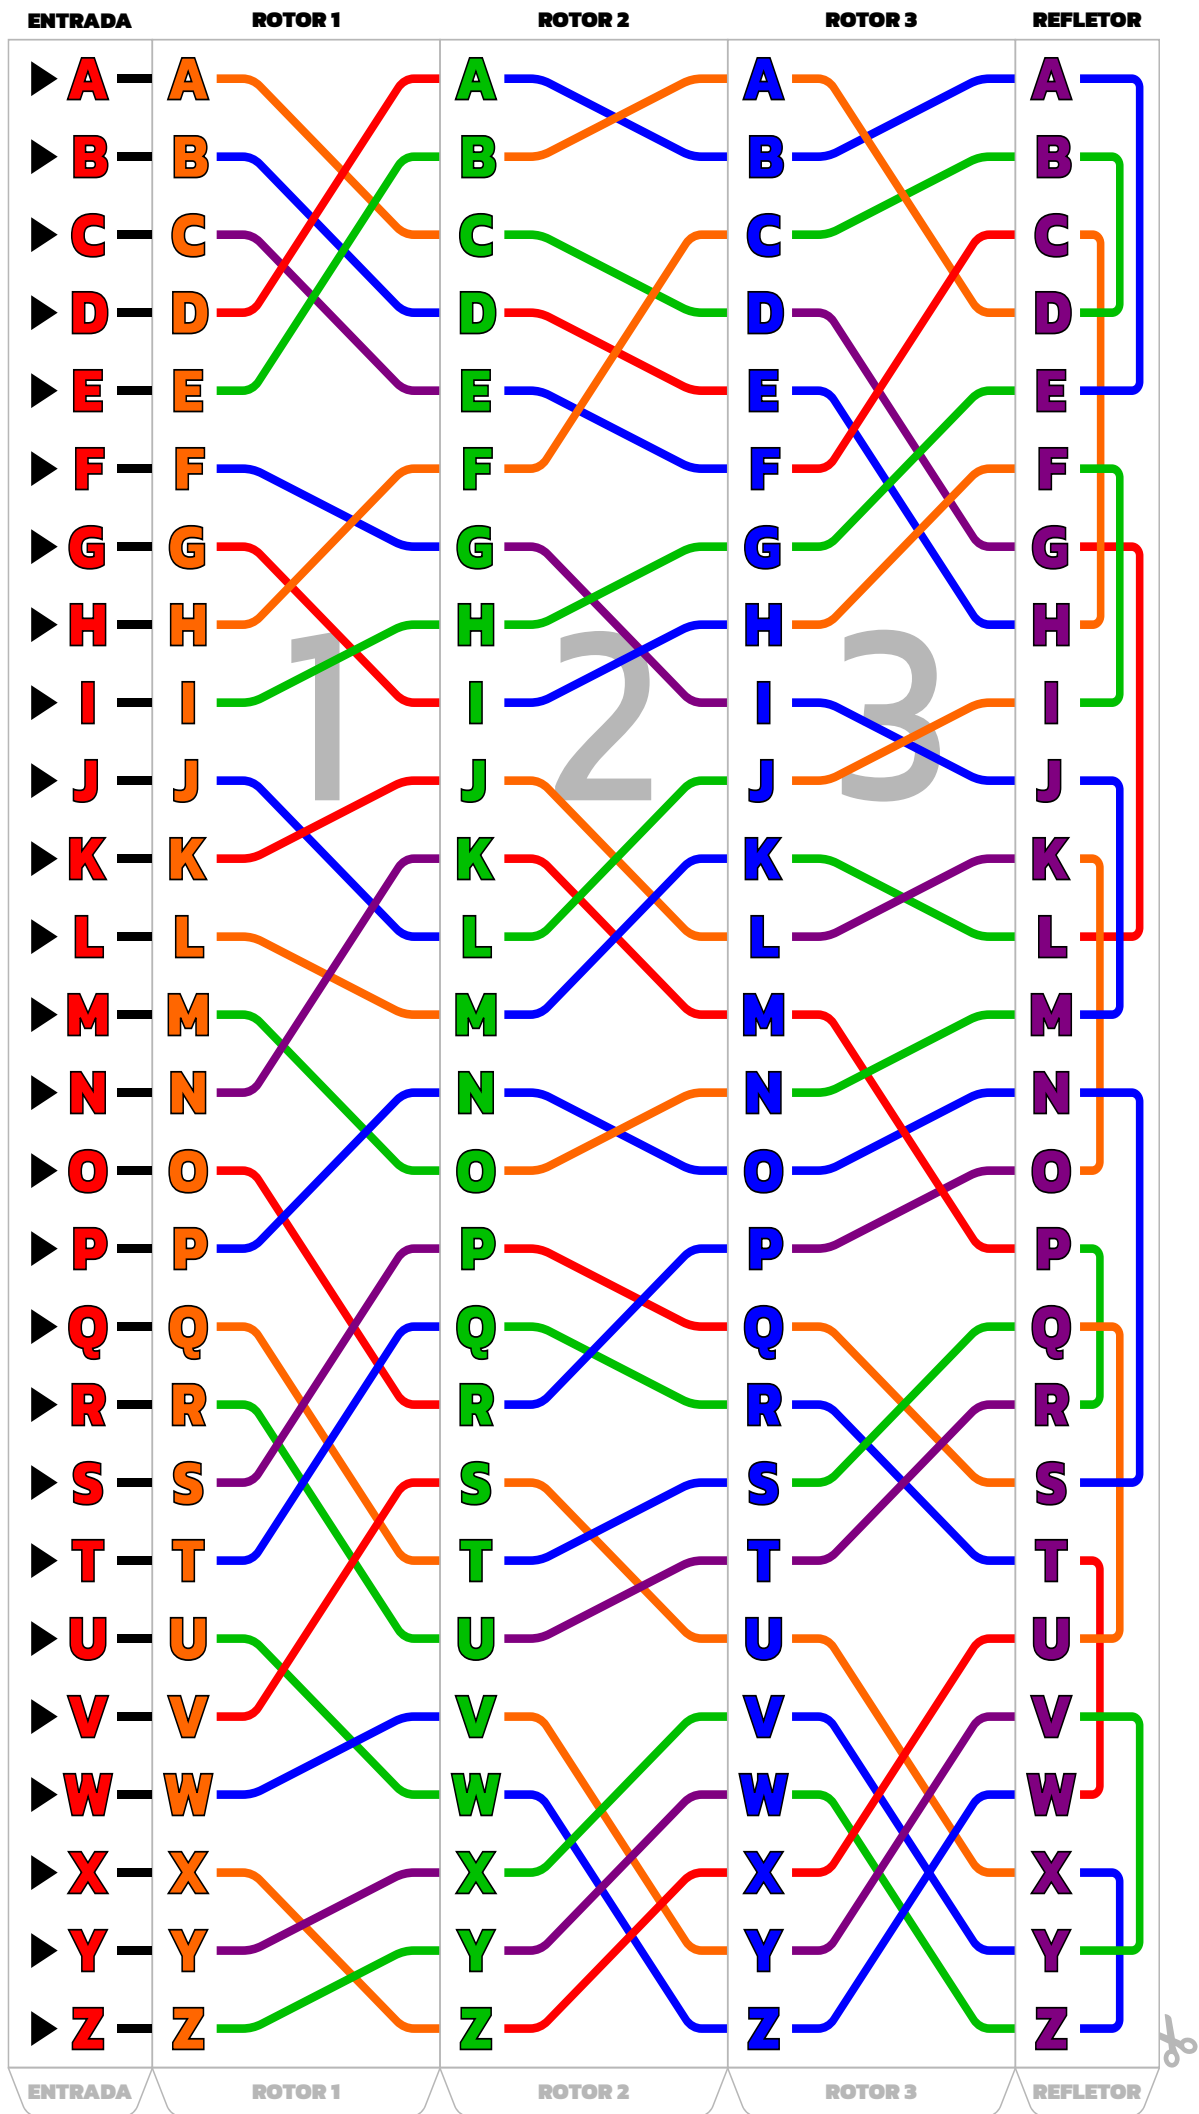 ENTRADA ROTOR 1 ROTOR 2 ROTOR 3 REFLETOR
A A A A A
B B B B B
C C C C C
D D D D D
E E E E E
F F F F F
G G G G G
H H H H H
1 2 3
I I I I I
J J J J J
K K K K K
L L L L L
M M M M M
N N N N N
O O O O O
P P P P P
Q Q Q Q Q
R R R R R
S S S S S
T T T T T
U U U U U
V V V V V
W W W W W
X X X X X
Y Y Y Y Y
Z Z Z Z Z
ENTRADA ROTOR 1 ROTOR 2 ROTOR 3 REFLETOR